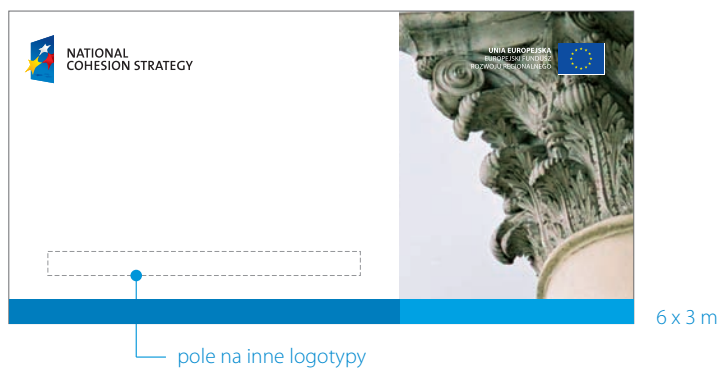 NATIONAL
COHESION STRATEGY
UNIA EUROPEJSKA
EUROPEJSKI FUNDUSZ
ROZWOJU REGIONALNEGO
6 x 3 m
pole na inne logotypy